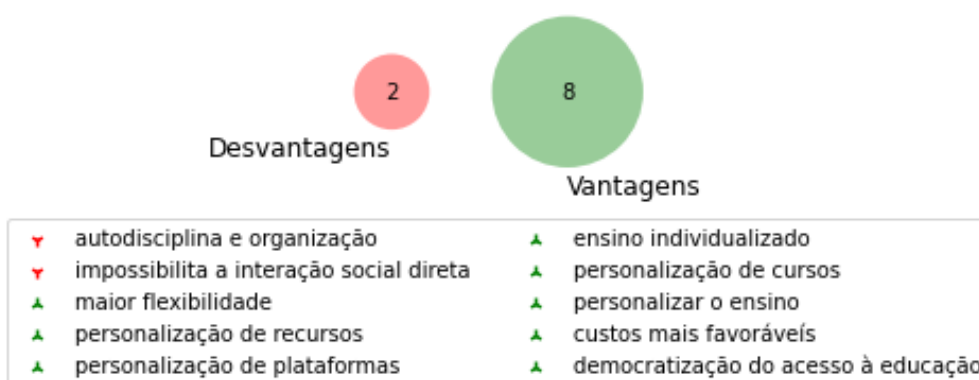 2
8
Desvantagens
Vantagens
autodisciplina e organização
impossibilita a interação social direta
maior flexibilidade
personalização de recursos
personalização de plataformas
ensino individualizado
personalização de cursos
personalizar o ensino
custos mais favoráveís
democratização do acesso à educação